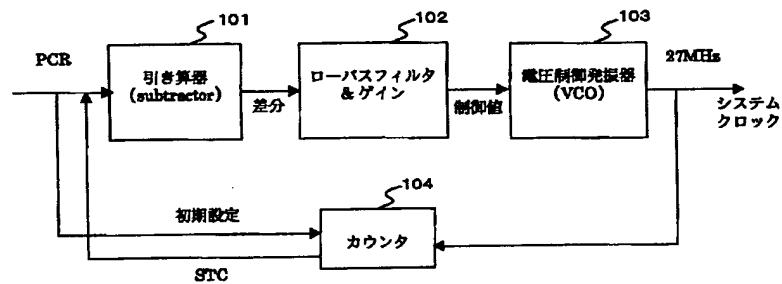 101
102
103
PCR
引き算器
(subtractor)
差分
ローパスフィルタ
&ゲイン
制御値
電圧制御発振器
(VCO)
27MHz
システム
クロック
104
初期設定
カウンタ
STC